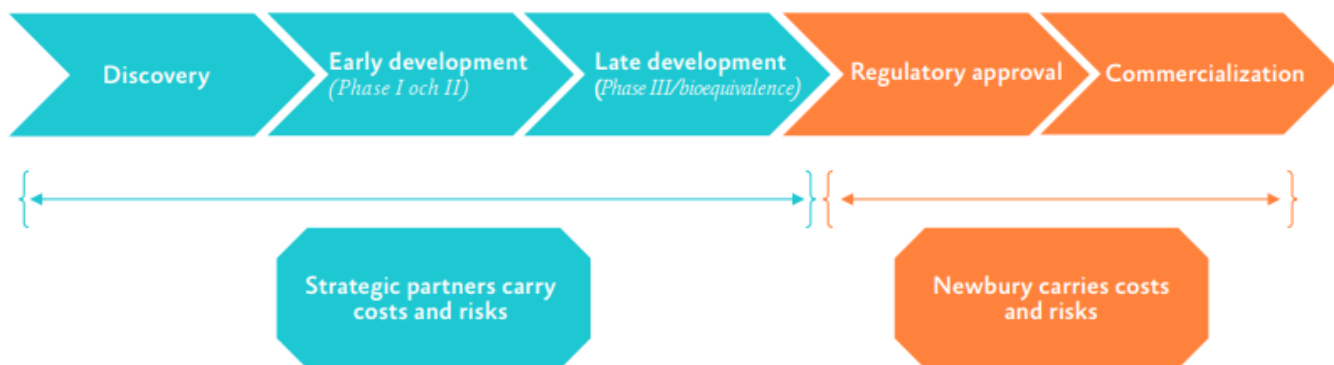 Discovery
Early development
(Phase I och II)
Late development
(Phase III/bioequivalence)
Regulatory approval
Commercialization
Strategic partners carry
costs and risks
Newbury carries costs
and risks